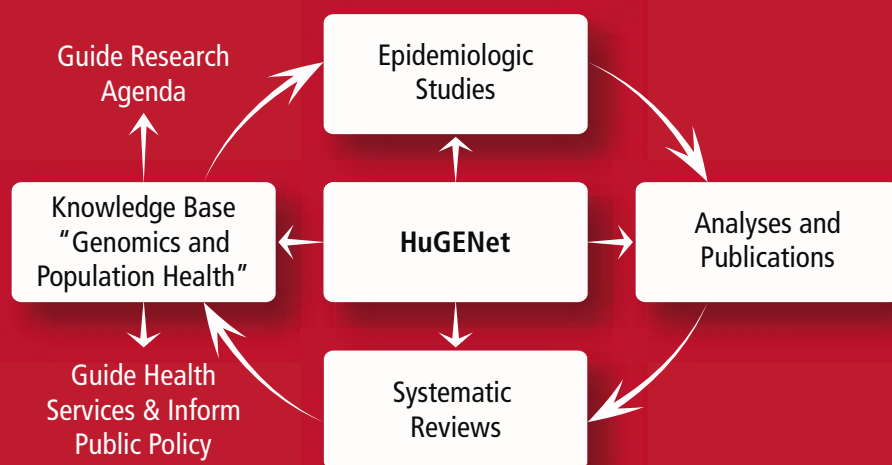 Guide Research
Agenda
Epidemiologic
Studies
Knowledge Base
"Genomics and
Population Health"
HuGENet
Analyses and
Publications
Guide Health
Services & Inform
Public Policy
Systematic
Reviews